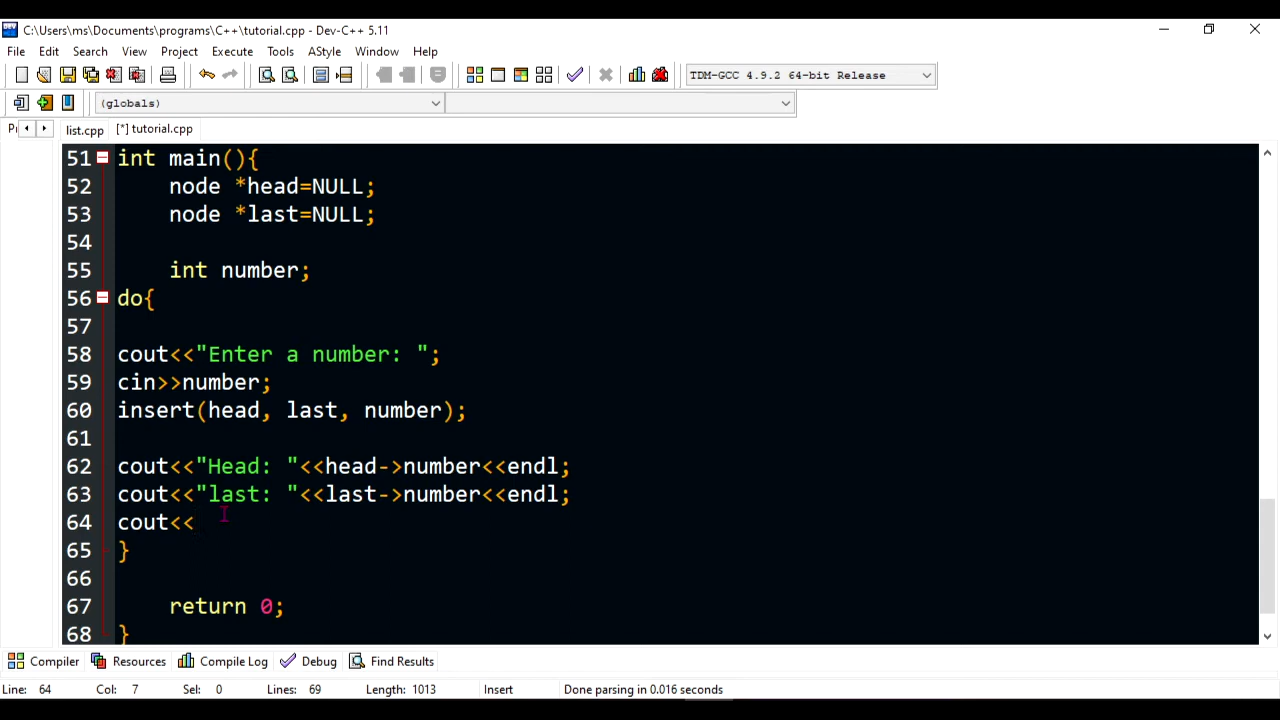 C:\Users\ms\Documents\programs\C++\tutorial.cpp - Dev-C++ 5.11
File Edit Search View Project Execute Tools AStyle Window Help
TDM-GCC 4.9.2 64-bit Release
(globals)
list.cpp [*] tutorial.cpp
51 int main(){
52 node *head=NULL;
53 node *last=NULL;
54
55 int number;
56 do{
57
58 cout<<"Enter a number: ";
59 cin>>number;
60 insert(head, last, number);
61
62 cout<<"Head: "<<head->number<<endl;
63 cout<<"last: "<<last->number<<endl;
64 cout<<
65 }
66
67 return 0;
68 }
Compiler Resources Compile Log Debug Find Results
Line: 64 Col: 7 Sel: 0 Lines: 69 Length: 1013 Insert Done parsing in 0.016 seconds